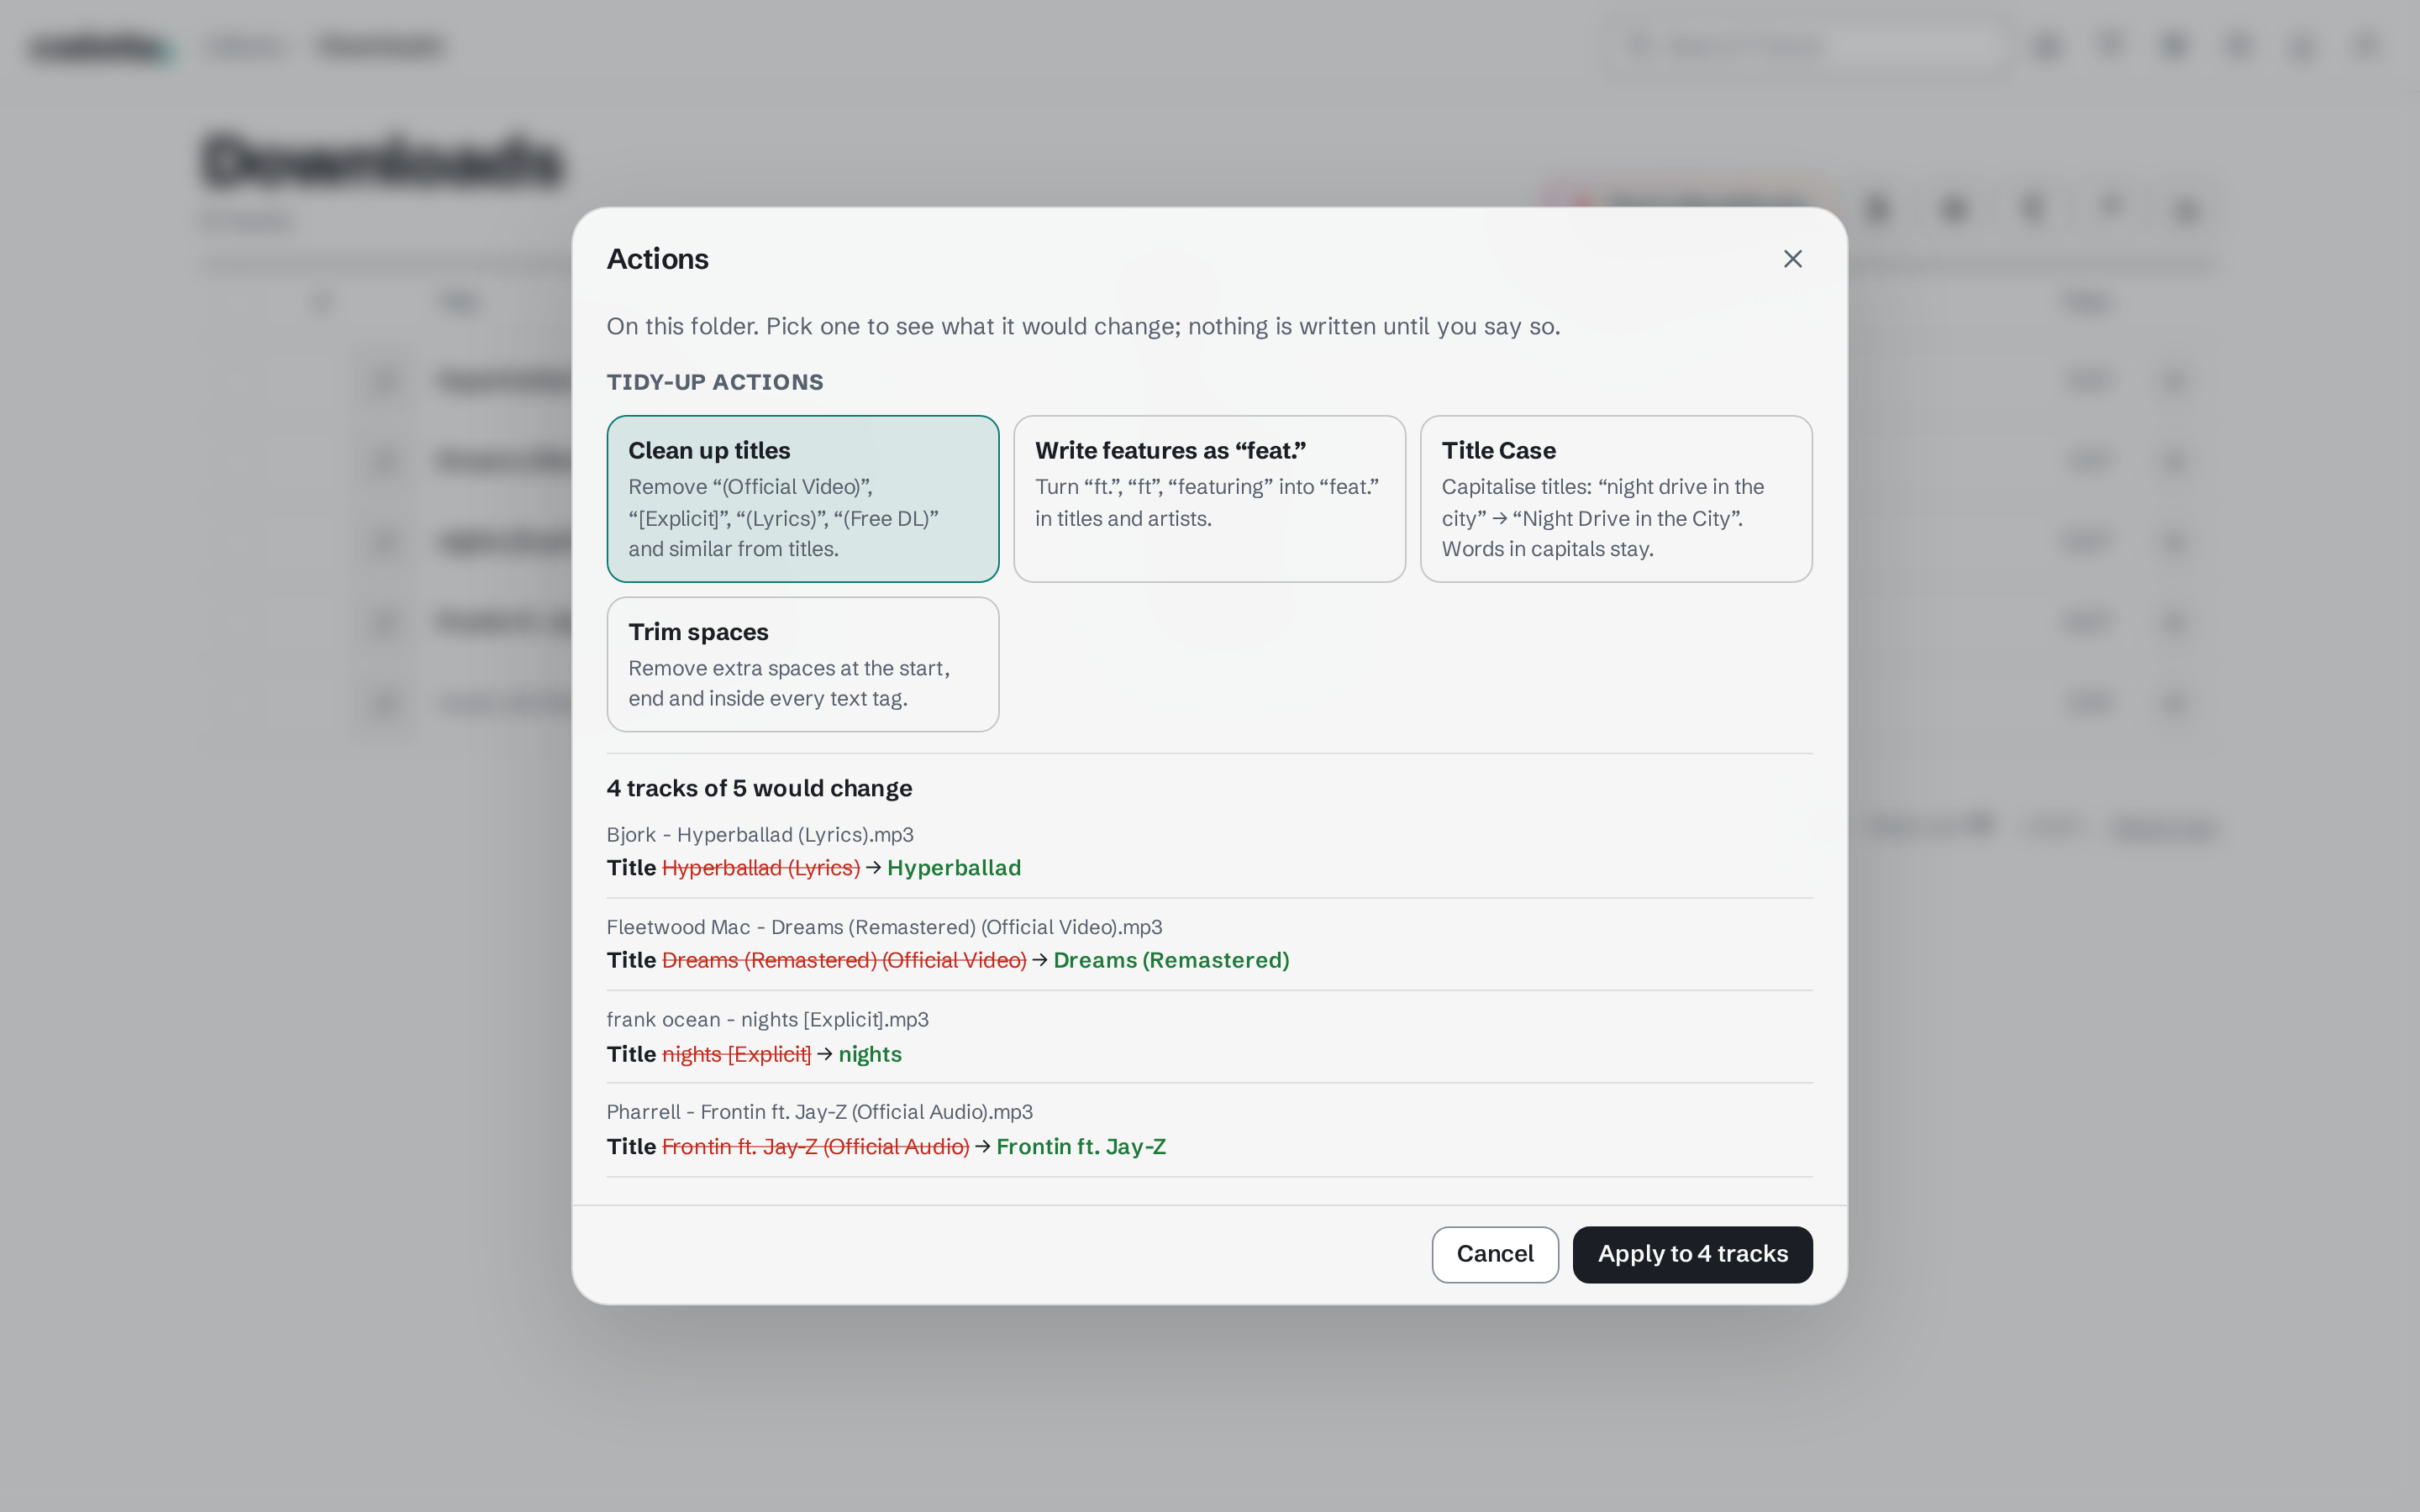 Downloads
Actions
On this folder. Pick one to see what it would change; nothing is written until you say so.
TIDY-UP ACTIONS
Clean up titles
Remove “(Official Video)”,
“[Explicit]”, “(Lyrics)”, “(Free DL)”
and similar from titles.
Write features as “feat.”
Turn “ft.”, “ft”, “featuring” into “feat.”
in titles and artists.
Title Case
Capitalise titles: “night drive in the
city” → “Night Drive in the City”.
Words in capitals stay.
Trim spaces
Remove extra spaces at the start,
end and inside every text tag.
4 tracks of 5 would change
Bjork - Hyperballad (Lyrics).mp3
Title Hyperballad (Lyrics) → Hyperballad
Fleetwood Mac - Dreams (Remastered) (Official Video).mp3
Title Dreams (Remastered) (Official Video) → Dreams (Remastered)
frank ocean - nights [Explicit].mp3
Title nights [Explicit] → nights
Pharrell - Frontin ft. Jay-Z (Official Audio).mp3
Title Frontin ft. Jay-Z (Official Audio) → Frontin ft. Jay-Z
Cancel
Apply to 4 tracks